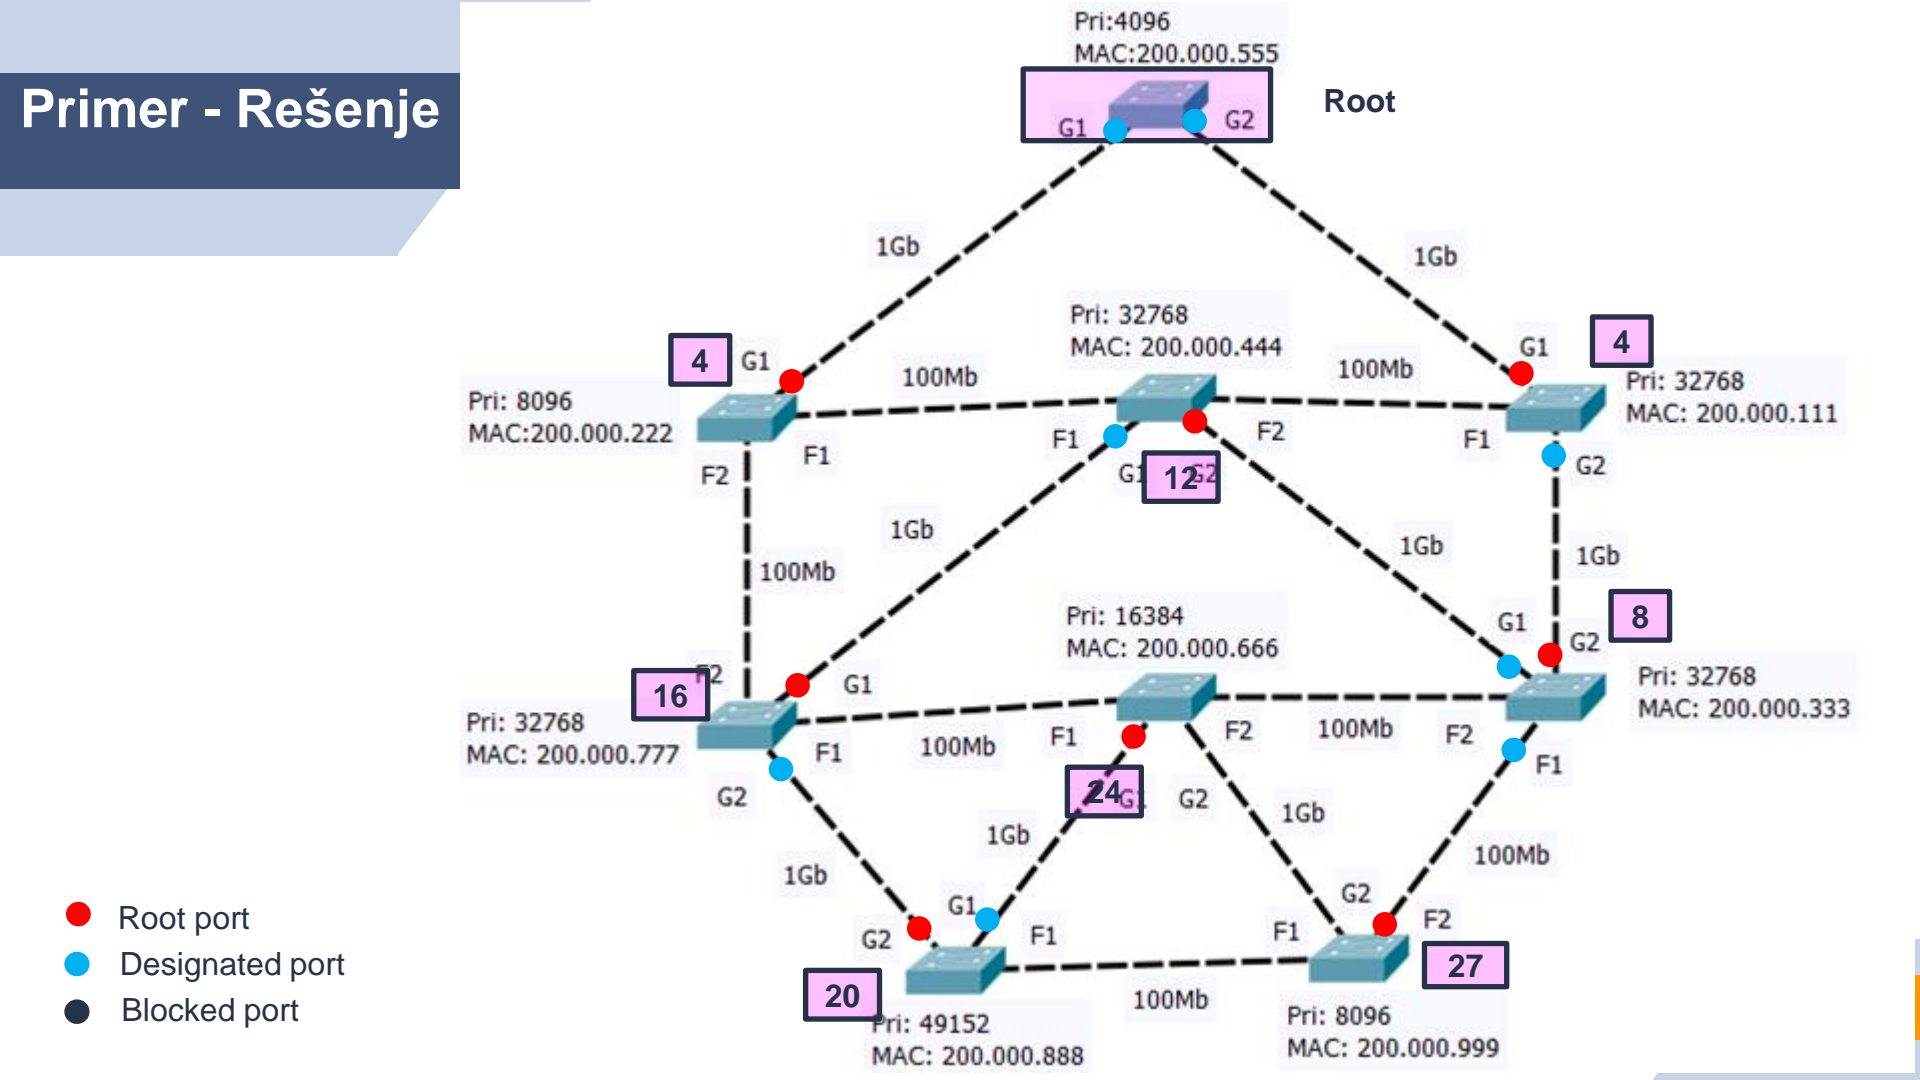 Primer - Rešenje
Pri:4096
MAC:200.000.555
Root
G1
G2
1Gb
1Gb
Pri: 32768
MAC: 200.000.444
4
G1
100Mb
100Mb
G1
4
Pri: 8096
MAC:200.000.222
Pri: 32768
MAC: 200.000.111
F2
F1
F1
G1
12
G2
F2
F1
G2
1Gb
1Gb
1Gb
100Mb
Pri: 16384
MAC: 200.000.666
G1
G2
8
F2
16
G1
Pri: 32768
MAC: 200.000.333
Pri: 32768
MAC: 200.000.777
F1
100Mb
F1
F2
100Mb
F2
F1
G2
24
G2
1Gb
1Gb
100Mb
1Gb
G1
G2
F1
F1
G2
F2
20
100Mb
27
Pri: 49152
MAC: 200.000.888
Pri: 8096
MAC: 200.000.999
Root port
Designated port
Blocked port